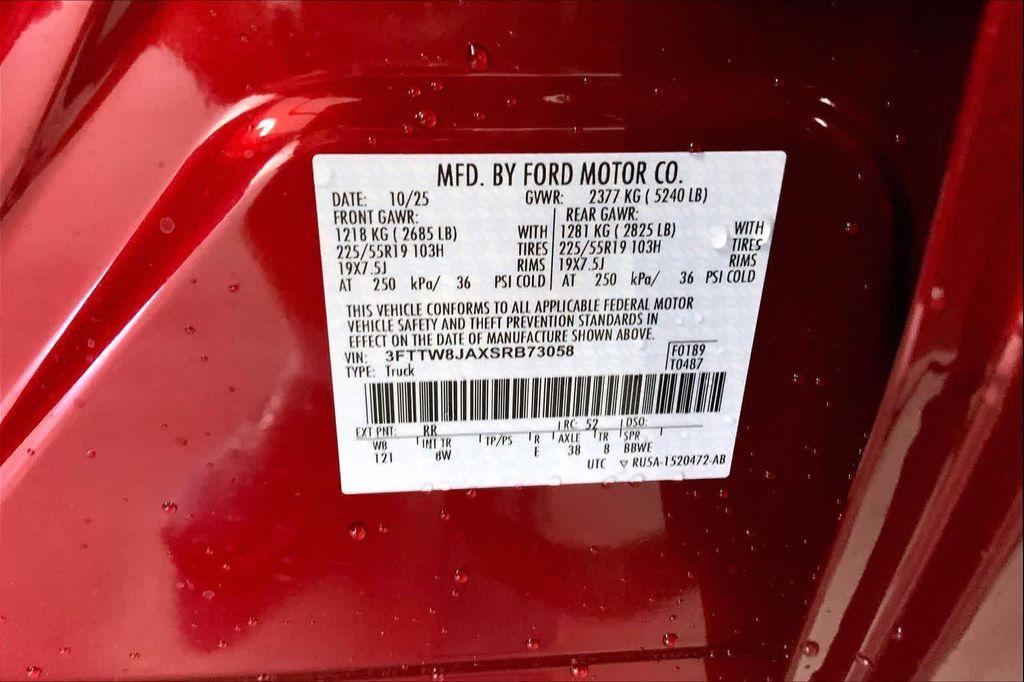 MFD. BY FORD MOTOR CO.
DATE: 10/25 GVWR: 2377 KG ( 5240 LB)
FRONT GAWR: REAR GAWR:
1218 KG ( 2685 LB) WITH 1281 KG ( 2825 LB) WITH
225/55R19 103H TIRES 225/55R19 103H TIRES
19X7.5J RIMS 19X7.5J RIMS
AT 250 kPa/ 36 PSI COLD AT 250 kPa/ 36 PSI COLD
THIS VEHICLE CONFORMS TO ALL APPLICABLE FEDERAL MOTOR
VEHICLE SAFETY AND THEFT PREVENTION STANDARDS IN
EFFECT ON THE DATE OF MANUFACTURE SHOWN ABOVE.
VIN: 3FTTW8JAXSRB73058 F0189
TYPE: Truck T0487
EXT PNT: RR RC: 52 DSO:
WB INT TR TP/PS R AXLE TR SPR
121 8W E 38 8 BBWE
UTC ▽ RU5A-1520472-AB